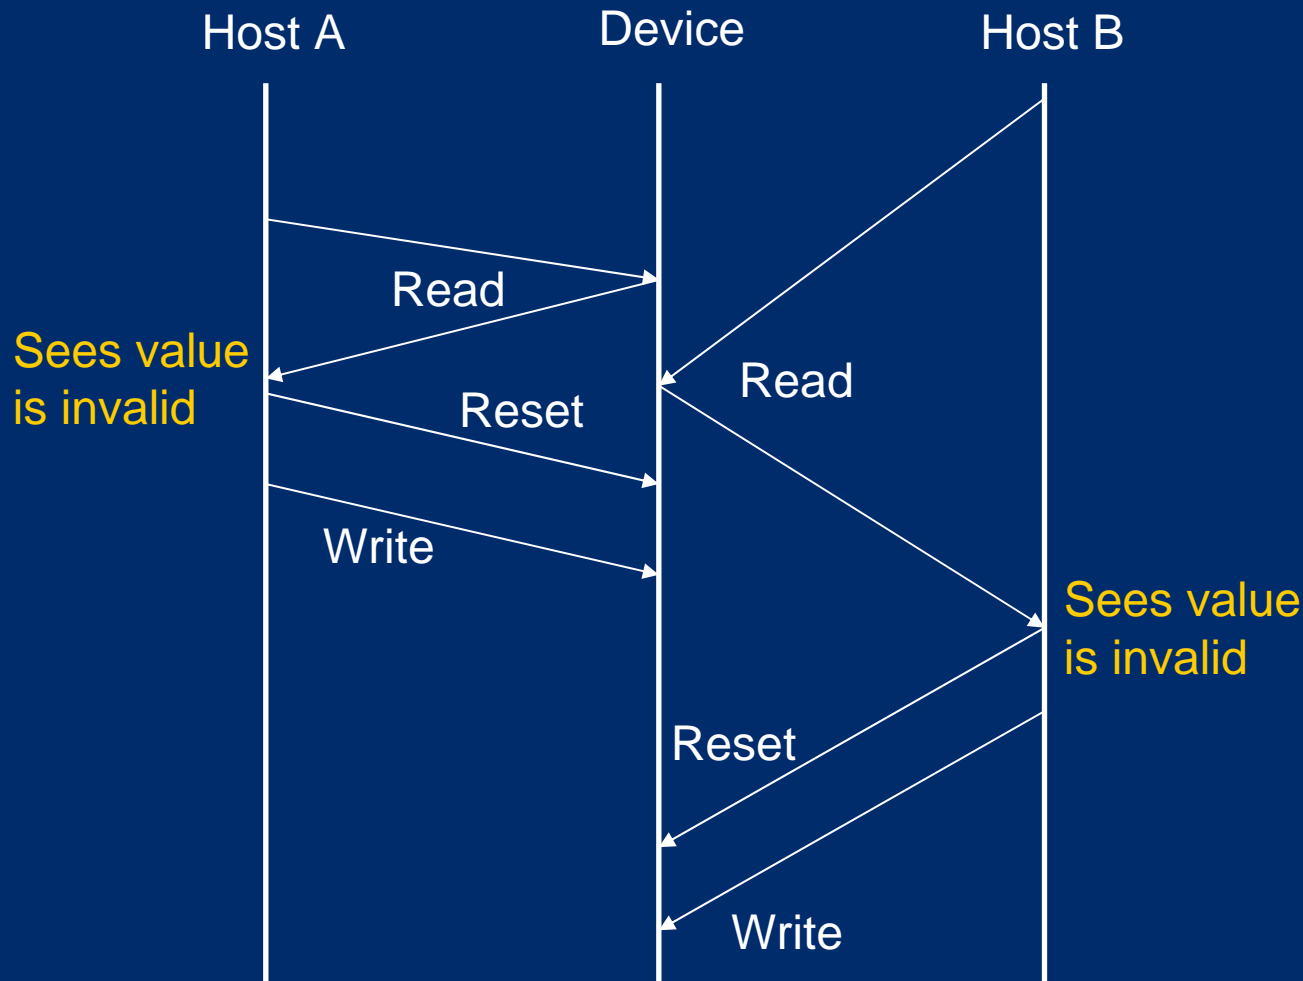 Host A
Device
Host B
Read
Sees value
is invalid
Read
Reset
Write
Sees value
is invalid
Reset
Write